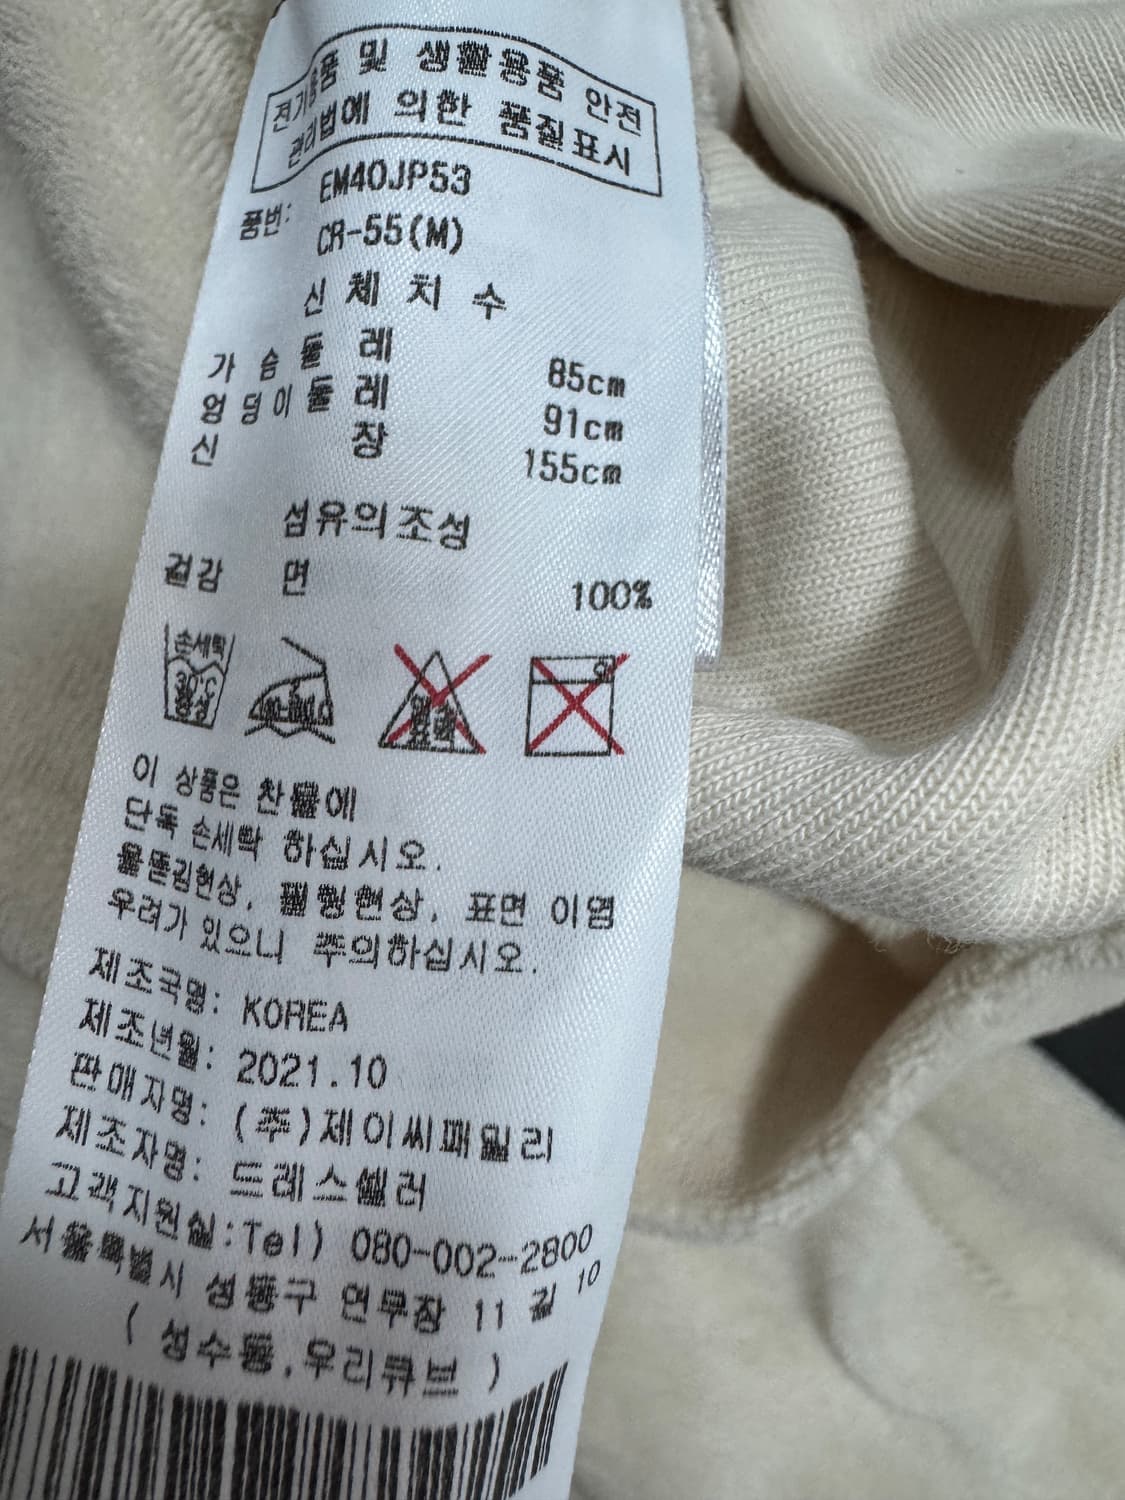 전기용품 및 생활용품 안전
관리법에 의한 품질표시
품번: EM40JP53
CR-55(M)
신체치수
가슴둘레 85cm
엉덩이둘레 91cm
신장 155cm
섬유의조성
겉감 면 100%
손세탁
30°C
중성
이 상품은 찬물에
단독 손세탁 하십시오.
올뜯김현상, 필링현상, 표면 이염
우려가 있으니 주의하십시오.
제조국명: KOREA
제조년월: 2021.10
판매자명: (주)제이씨패밀리
제조자명: 드레스셀러
고객지원실:Tel) 080-002-2800
서울특별시 성동구 연무장 11 길 10
( 성수동,우리큐브 )